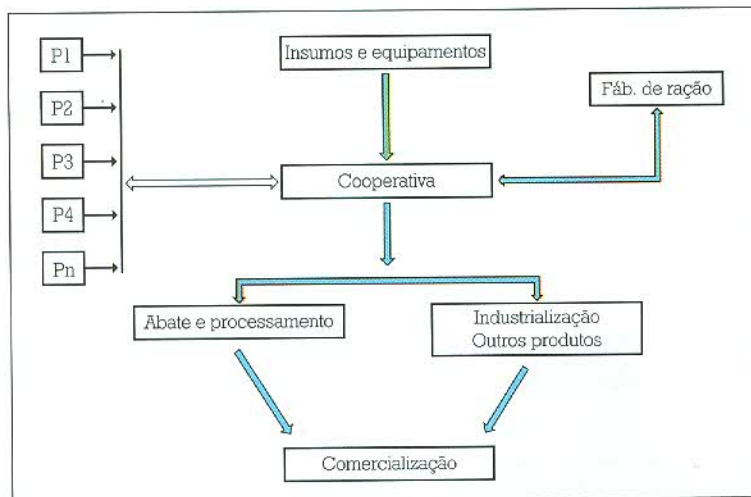 P1
Insumos e equipamentos
Fáb. de ração
P2
P3
Cooperativa
P4
Pn
Abate e processamento
Industrialização
Outros produtos
Comercialização